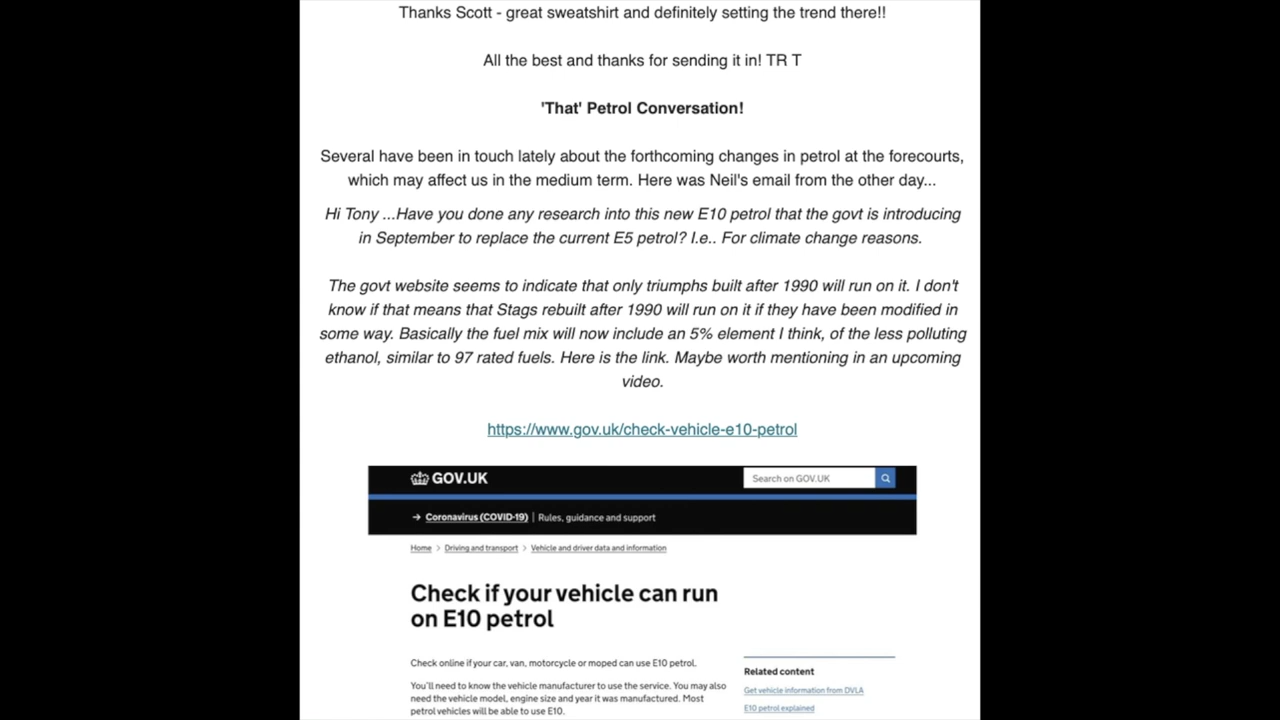 Thanks Scott - great sweatshirt and definitely setting the trend there!!
All the best and thanks for sending it in! TR T
'That' Petrol Conversation!
Several have been in touch lately about the forthcoming changes in petrol at the forecourts,
which may affect us in the medium term. Here was Neil's email from the other day...
Hi Tony ...Have you done any research into this new E10 petrol that the govt is introducing
in September to replace the current E5 petrol? I.e.. For climate change reasons.
The govt website seems to indicate that only triumphs built after 1990 will run on it. I don't
know if that means that Stags rebuilt after 1990 will run on it if they have been modified in
some way. Basically the fuel mix will now include an 5% element I think, of the less polluting
ethanol, similar to 97 rated fuels. Here is the link. Maybe worth mentioning in an upcoming
video.
https://www.gov.uk/check-vehicle-e10-petrol
GOV.UK
Search on GOV.UK
→ Coronavirus (COVID-19) | Rules, guidance and support
Home > Driving and transport > Vehicle and driver data and information
Check if your vehicle can run
on E10 petrol
Check online if your car, van, motorcycle or moped can use E10 petrol.
You'll need to know the vehicle manufacturer to use the service. You may also
need the vehicle model, engine size and year it was manufactured. Most
petrol vehicles will be able to use E10.
Related content
Get vehicle information from DVLA
E10 petrol explained